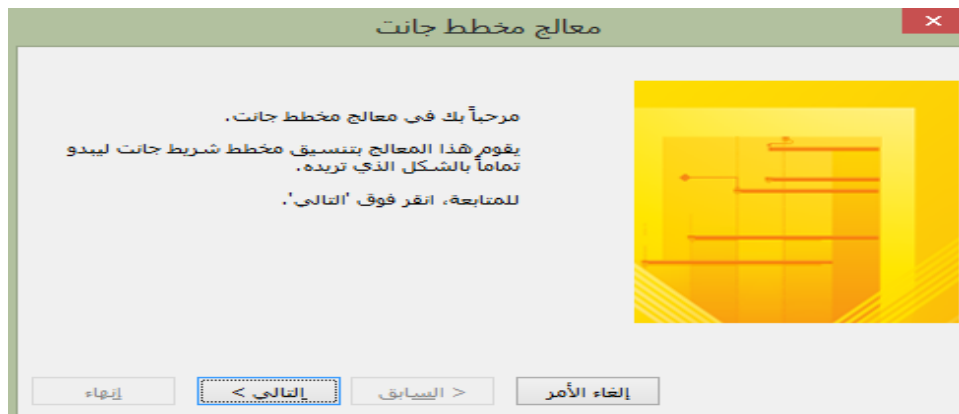 معالج مخطط جانت
مرحباً بك في معالج مخطط جانت.
يقوم هذا المعالج بتنسيق مخطط شريط جانت ليبدو
تماماً بالشكل الذي تريده.
للمتابعة، انقر فوق 'التالي'.
إلغاء الأمر
< السابق
التالي >
إنهاء